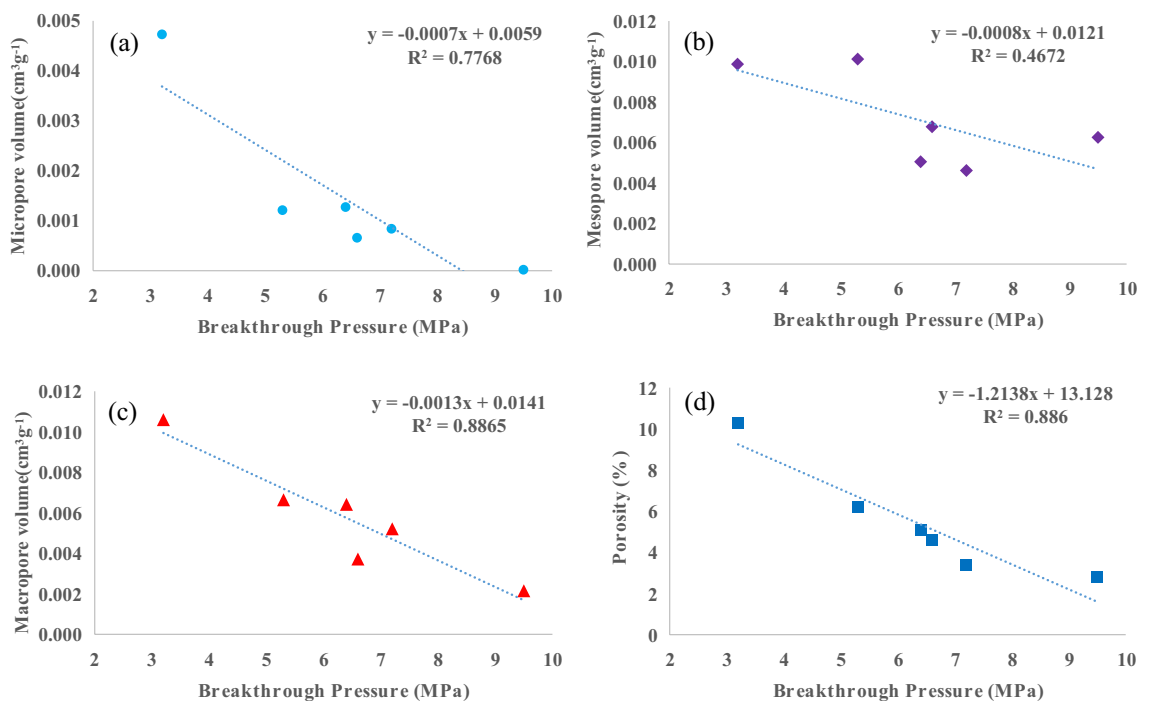 (a)
y = -0.0007x + 0.0059
R² = 0.7768
Micropore volume(cm³g⁻¹)
0.005
0.004
0.003
0.002
0.001
0.000
2 3 4 5 6 7 8 9 10
Breakthrough Pressure (MPa)
(b)
y = -0.0008x + 0.0121
R² = 0.4672
Mesopore volume(cm³g⁻¹)
0.012
0.010
0.008
0.006
0.004
0.002
0.000
2 3 4 5 6 7 8 9 10
Breakthrough Pressure (MPa)
(c)
y = -0.0013x + 0.0141
R² = 0.8865
Macropore volume(cm³g⁻¹)
0.012
0.010
0.008
0.006
0.004
0.002
0.000
2 3 4 5 6 7 8 9 10
Breakthrough Pressure (MPa)
(d)
y = -1.2138x + 13.128
R² = 0.886
Porosity (%)
12
10
8
6
4
2
0
2 3 4 5 6 7 8 9 10
Breakthrough Pressure (MPa)